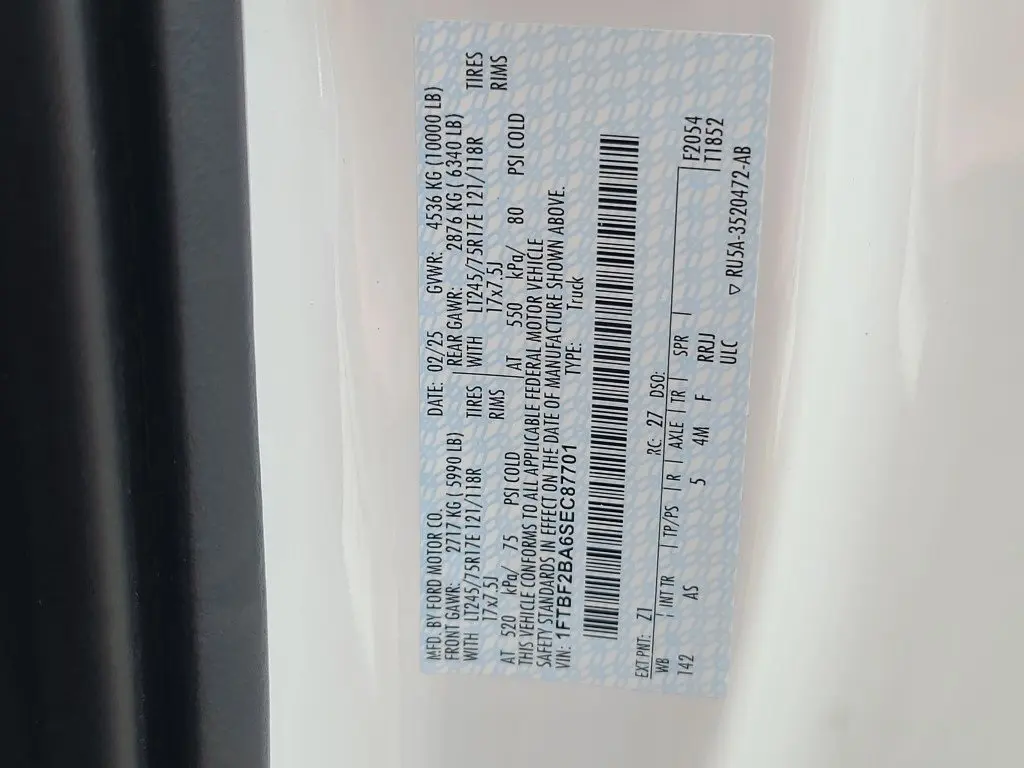 MFD. BY FORD MOTOR CO. DATE: 02/25 GVWR: 4536 KG (10000 LB)
FRONT GAWR: 2717 KG ( 5990 LB) REAR GAWR: 2876 KG ( 6340 LB)
WITH LT245/75R17E 121/118R TIRES WITH LT245/75R17E 121/118R TIRES
17x7.5J RIMS 17x7.5J RIMS
AT 520 kPa/ 75 PSI COLD AT 550 kPa/ 80 PSI COLD
THIS VEHICLE CONFORMS TO ALL APPLICABLE FEDERAL MOTOR VEHICLE
SAFETY STANDARDS IN EFFECT ON THE DATE OF MANUFACTURE SHOWN ABOVE.
VIN: 1FTBF2BA6SEC87701 TYPE: Truck
EXT PNT: Z1 RC: 27 DSO:
WB INT TR TP/PS R AXLE TR SPR F2054
142 AS 5 4M F RRJJ T1852
ULC ▽ RU5A-3520472-AB